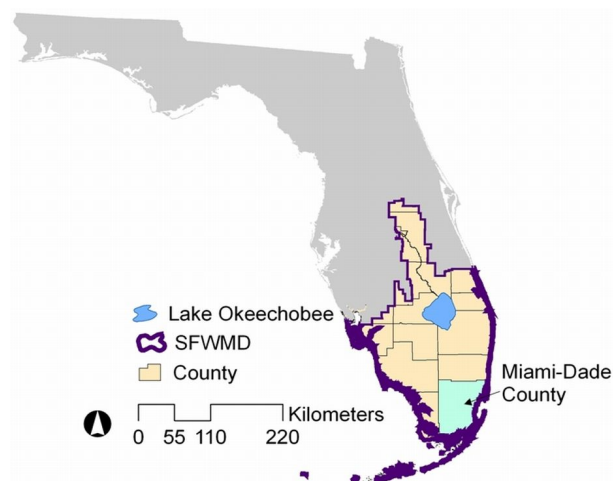 Lake Okeechobee
SFWMD
County
Miami-Dade
County
Kilometers
0 55 110 220